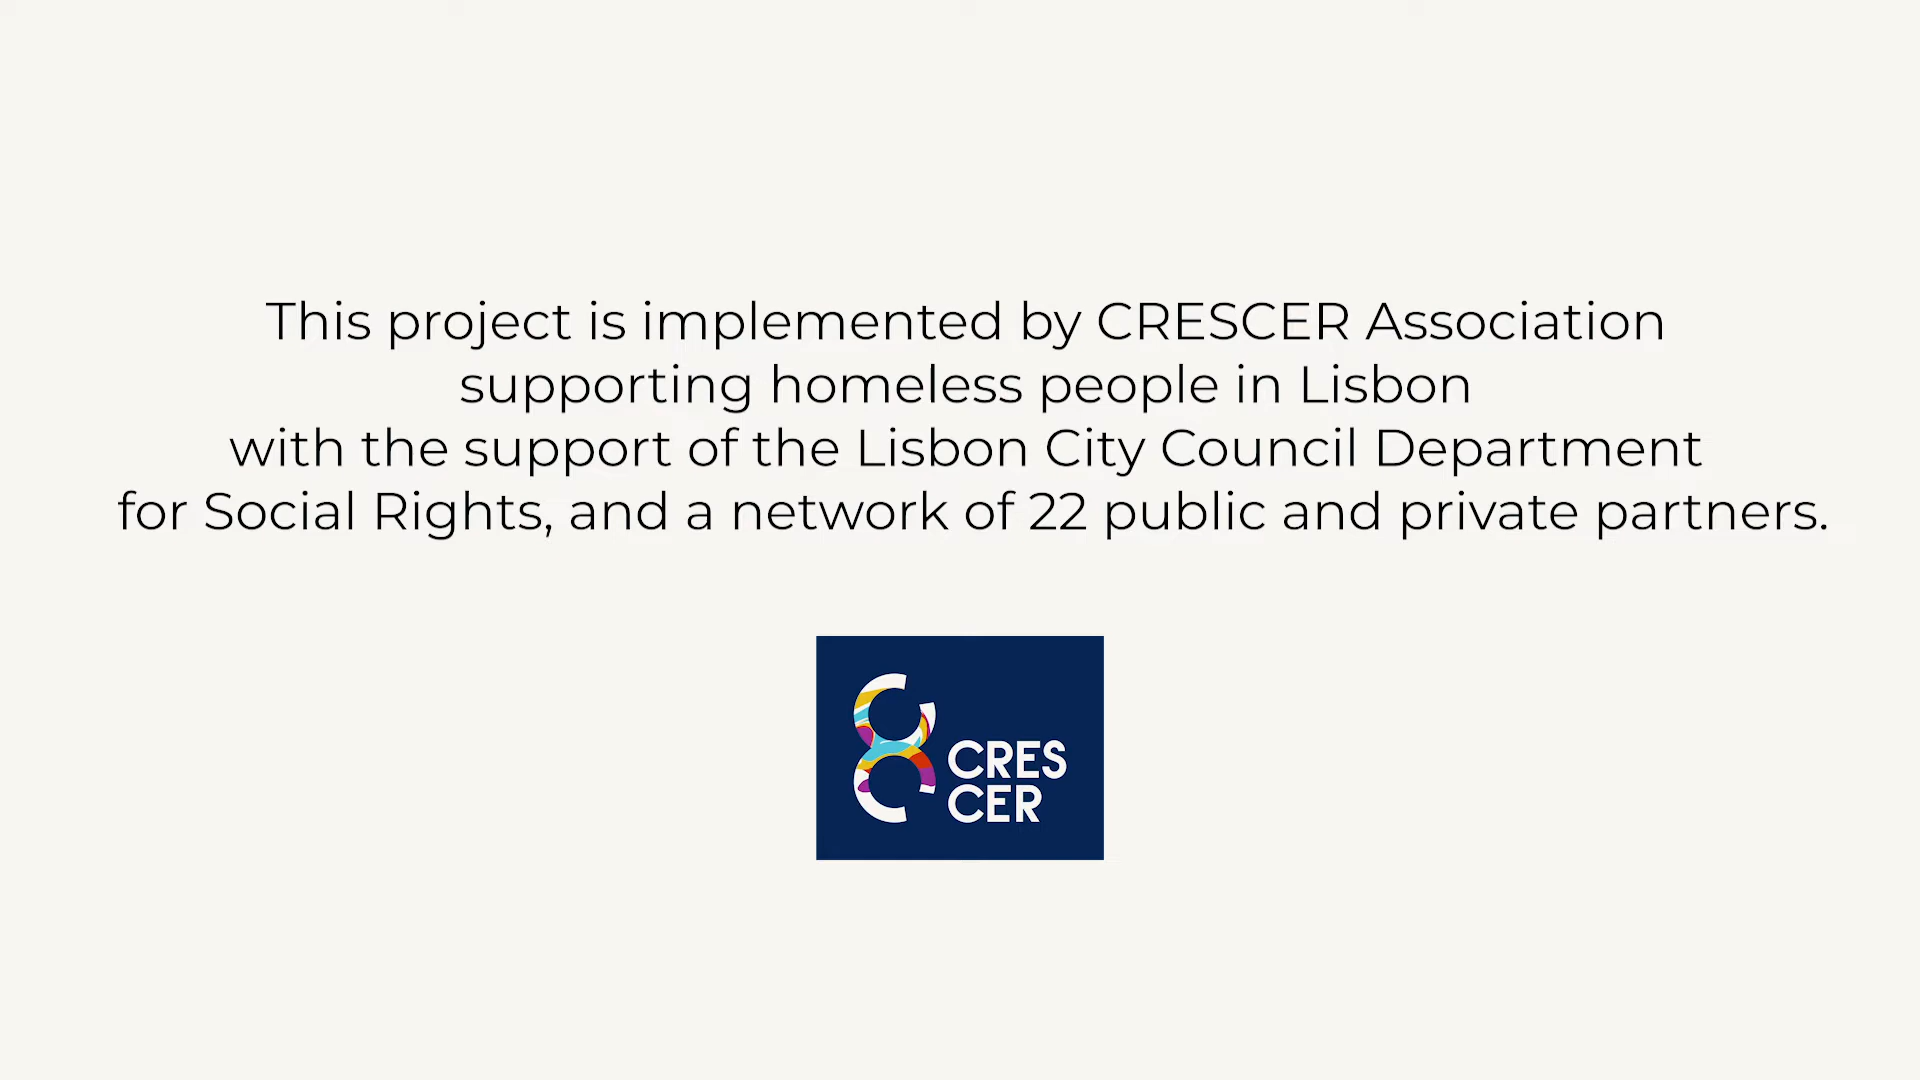 This project is implemented by CRESCER Association
supporting homeless people in Lisbon
with the support of the Lisbon City Council Department
for Social Rights, and a network of 22 public and private partners.
CRES
CER